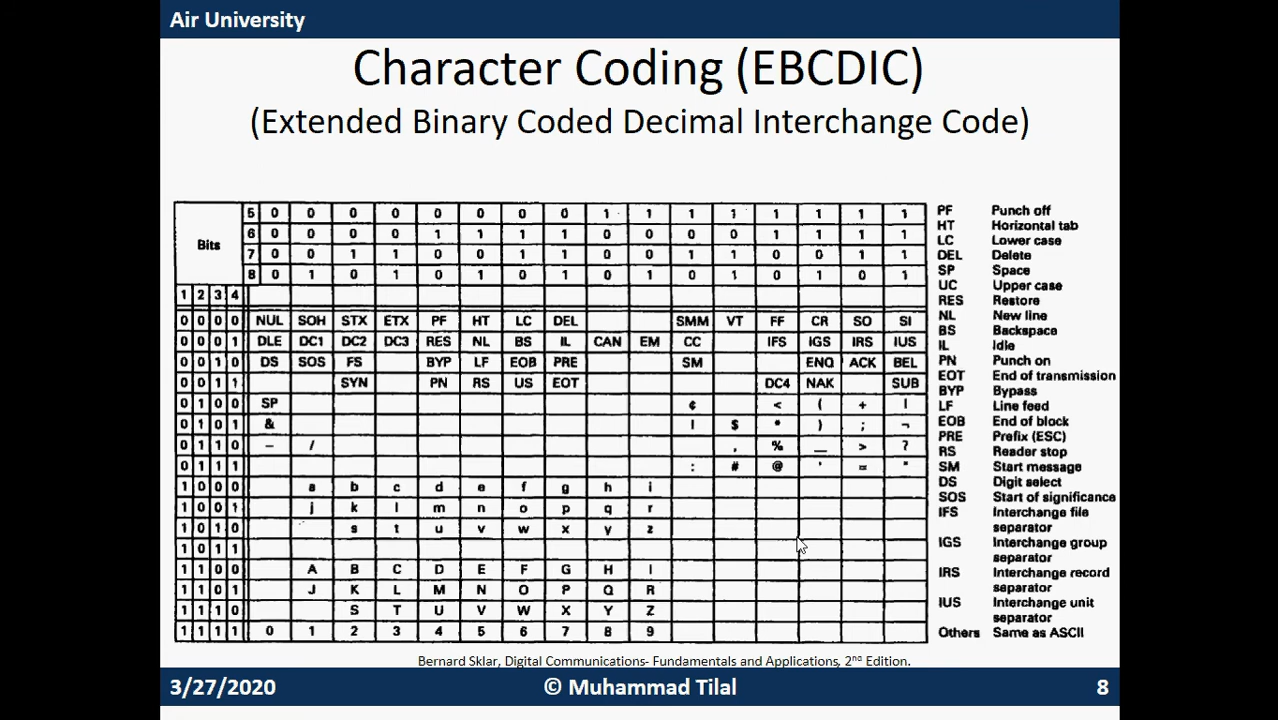 Air University
Character Coding (EBCDIC)
(Extended Binary Coded Decimal Interchange Code)
Bits
5 0 0 0 0 0 0 0 0 1 1 1 1 1 1 1 1
6 0 0 0 0 1 1 1 1 0 0 0 0 1 1 1 1
7 0 0 1 1 0 0 1 1 0 0 1 1 0 0 1 1
8 0 1 0 1 0 1 0 1 0 1 0 1 0 1 0 1
1 2 3 4
0 0 0 0 NUL SOH STX ETX PF HT LC DEL SMM VT FF CR SO SI
0 0 0 1 DLE DC1 DC2 DC3 RES NL BS IL CAN EM CC IFS IGS IRS IUS
0 0 1 0 DS SOS FS BYP LF EOB PRE SM ENQ ACK BEL
0 0 1 1 SYN PN RS US EOT DC4 NAK SUB
0 1 0 0 SP ¢ < ( + |
0 1 0 1 & ! $ * ) ; ¬
0 1 1 0 – / , % _ > ?
0 1 1 1 : # @ ' = "
1 0 0 0 a b c d e f g h i
1 0 0 1 j k l m n o p q r
1 0 1 0 s t u v w x y z
1 0 1 1
1 1 0 0 A B C D E F G H I
1 1 0 1 J K L M N O P Q R
1 1 1 0 S T U V W X Y Z
1 1 1 1 0 1 2 3 4 5 6 7 8 9
PF Punch off
HT Horizontal tab
LC Lower case
DEL Delete
SP Space
UC Upper case
RES Restore
NL New line
BS Backspace
IL Idle
PN Punch on
EOT End of transmission
BYP Bypass
LF Line feed
EOB End of block
PRE Prefix (ESC)
RS Reader stop
SM Start message
DS Digit select
SOS Start of significance
IFS Interchange file
separator
IGS Interchange group
separator
IRS Interchange record
separator
IUS Interchange unit
separator
Others Same as ASCII
Bernard Sklar, Digital Communications- Fundamentals and Applications, 2nd Edition.
3/27/2020 © Muhammad Tilal 8